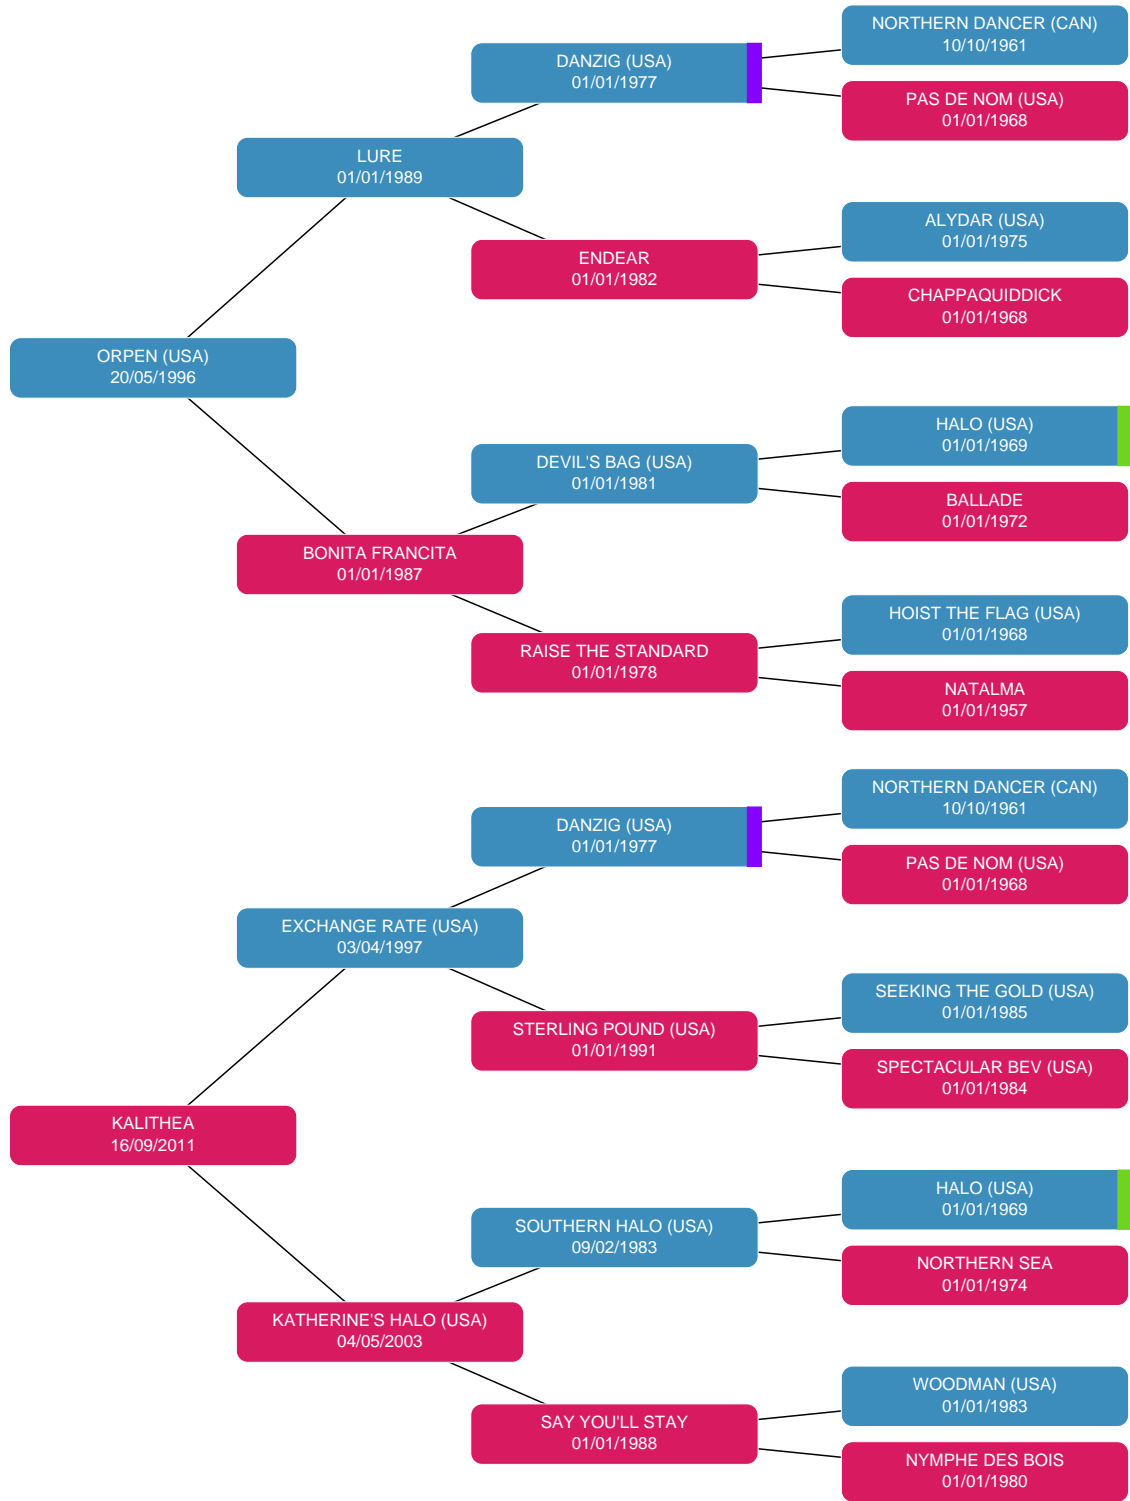 NORTHERN DANCER (CAN)
10/10/1961
DANZIG (USA)
01/01/1977
PAS DE NOM (USA)
01/01/1968
LURE
01/01/1989
ALYDAR (USA)
01/01/1975
ENDEAR
01/01/1982
CHAPPAQUIDDICK
01/01/1968
ORPEN (USA)
20/05/1996
HALO (USA)
01/01/1969
DEVIL'S BAG (USA)
01/01/1981
BALLADE
01/01/1972
BONITA FRANCITA
01/01/1987
HOIST THE FLAG (USA)
01/01/1968
RAISE THE STANDARD
01/01/1978
NATALMA
01/01/1957
NORTHERN DANCER (CAN)
10/10/1961
DANZIG (USA)
01/01/1977
PAS DE NOM (USA)
01/01/1968
EXCHANGE RATE (USA)
03/04/1997
SEEKING THE GOLD (USA)
01/01/1985
STERLING POUND (USA)
01/01/1991
SPECTACULAR BEV (USA)
01/01/1984
KALITHEA
16/09/2011
HALO (USA)
01/01/1969
SOUTHERN HALO (USA)
09/02/1983
NORTHERN SEA
01/01/1974
KATHERINE'S HALO (USA)
04/05/2003
WOODMAN (USA)
01/01/1983
SAY YOU'LL STAY
01/01/1988
NYMPHE DES BOIS
01/01/1980